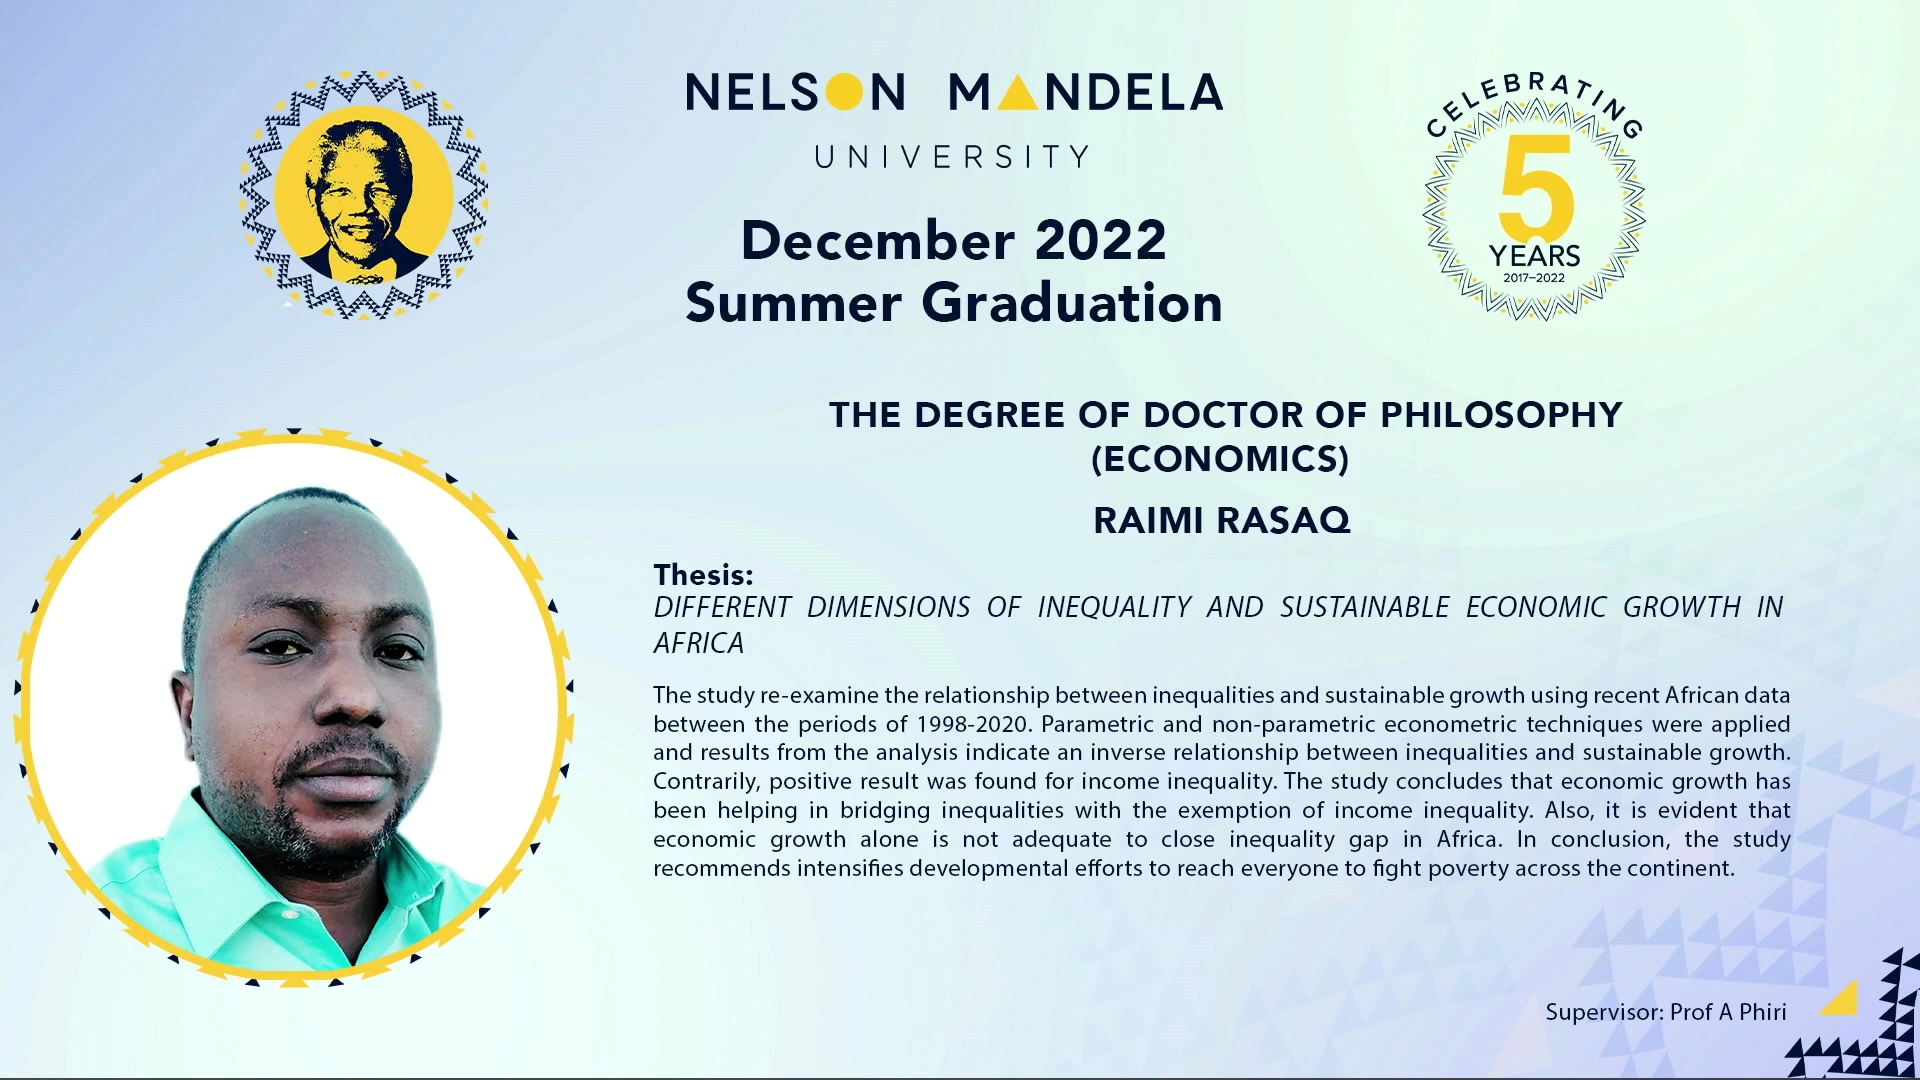 NELSON MANDELA
UNIVERSITY
December 2022
Summer Graduation
CELEBRATING
5
YEARS
2017–2022
THE DEGREE OF DOCTOR OF PHILOSOPHY
(ECONOMICS)
RAIMI RASAQ
Thesis:
DIFFERENT DIMENSIONS OF INEQUALITY AND SUSTAINABLE ECONOMIC GROWTH IN
AFRICA
The study re-examine the relationship between inequalities and sustainable growth using recent African data
between the periods of 1998-2020. Parametric and non-parametric econometric techniques were applied
and results from the analysis indicate an inverse relationship between inequalities and sustainable growth.
Contrarily, positive result was found for income inequality. The study concludes that economic growth has
been helping in bridging inequalities with the exemption of income inequality. Also, it is evident that
economic growth alone is not adequate to close inequality gap in Africa. In conclusion, the study
recommends intensifies developmental efforts to reach everyone to fight poverty across the continent.
Supervisor: Prof A Phiri